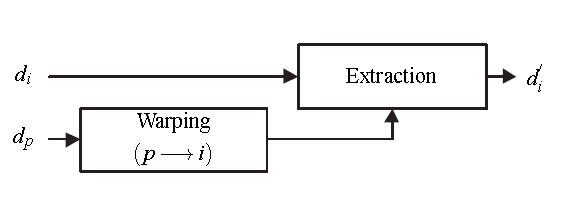 d_i
Extraction
d_i'
d_p
Warping
(p ⟶ i)